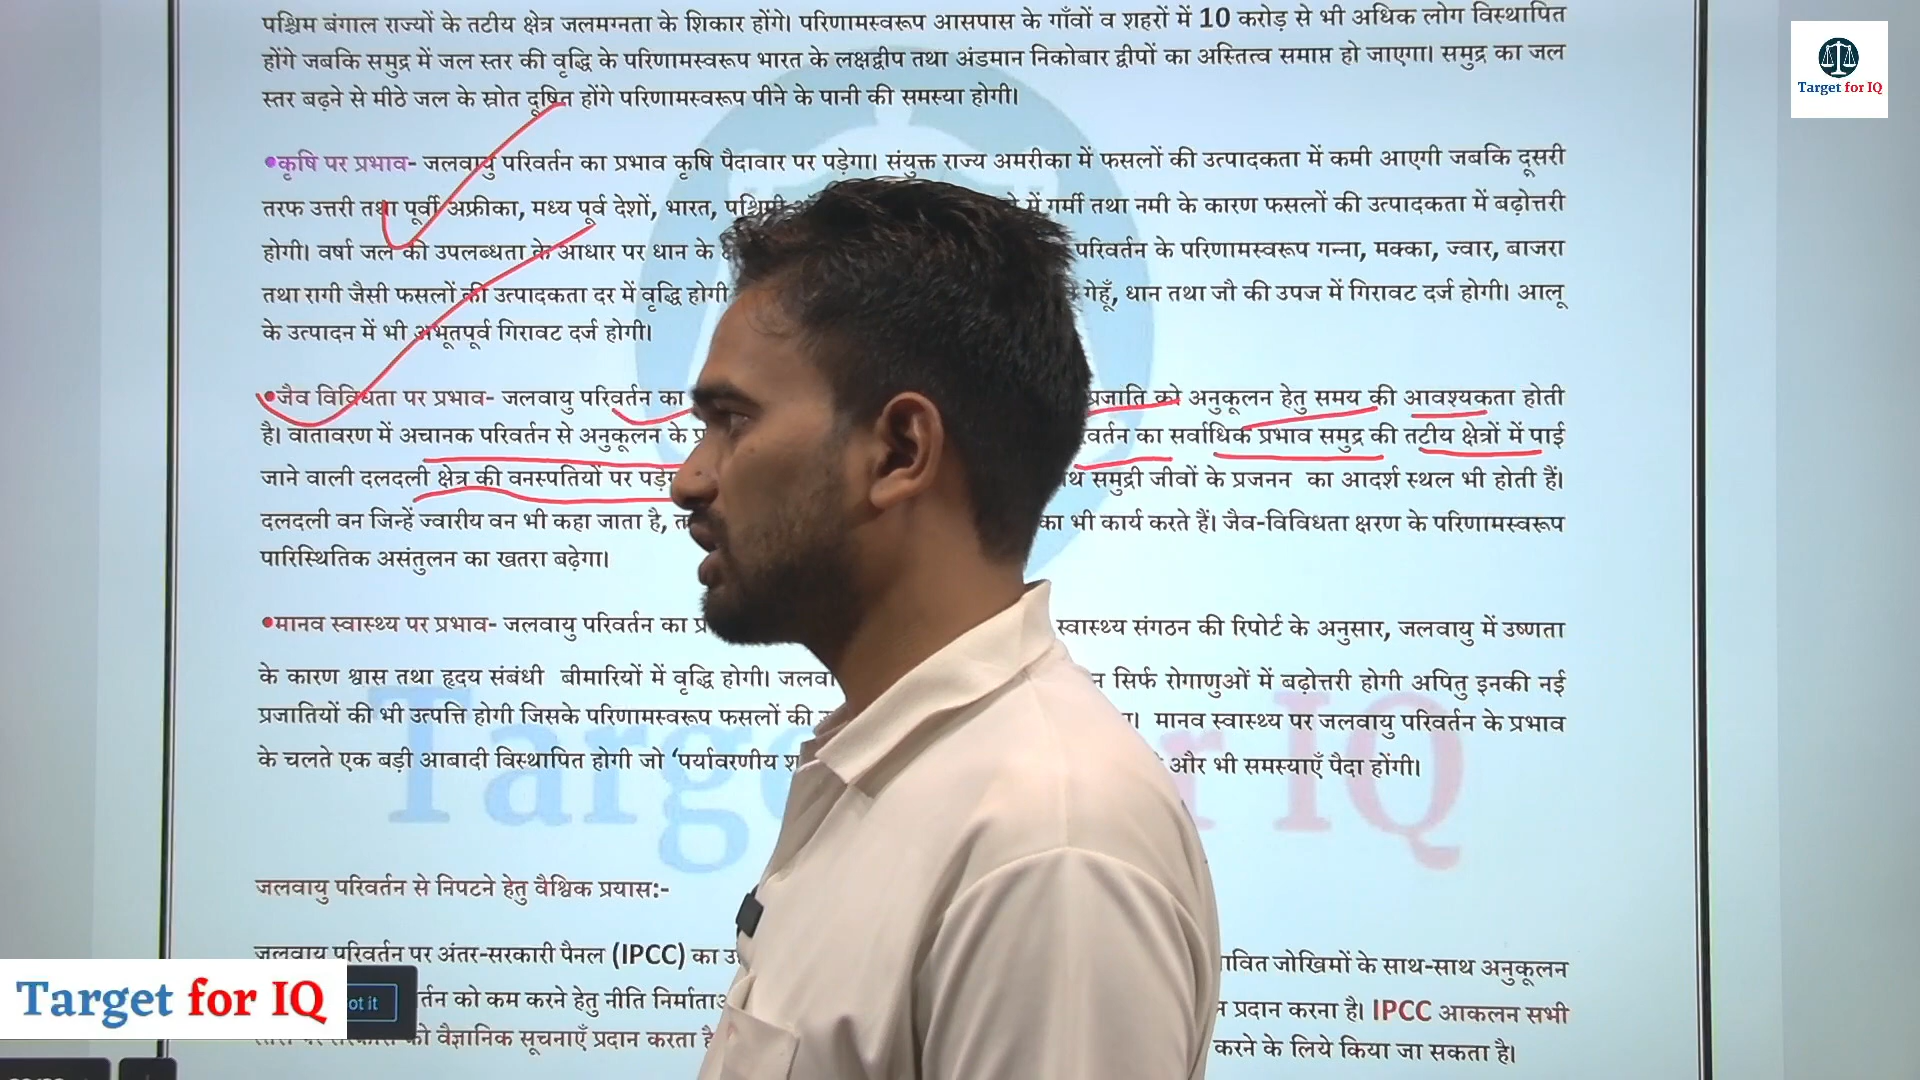 पश्चिम बंगाल राज्यों के तटीय क्षेत्र जलमग्नता के शिकार होंगे। परिणामस्वरूप आसपास के गाँवों व शहरों में 10 करोड़ से भी अधिक लोग विस्थापित
होंगे जबकि समुद्र में जल स्तर की वृद्धि के परिणामस्वरूप भारत के लक्षद्वीप तथा अंडमान निकोबार द्वीपों का अस्तित्व समाप्त हो जाएगा। समुद्र का जल
स्तर बढ़ने से मीठे जल के स्रोत दूषित होंगे परिणामस्वरूप पीने के पानी की समस्या होगी।
Target for IQ
•कृषि पर प्रभाव- जलवायु परिवर्तन का प्रभाव कृषि पैदावार पर पड़ेगा। संयुक्त राज्य अमरीका में फसलों की उत्पादकता में कमी आएगी जबकि दूसरी
तरफ उत्तरी तथा पूर्वी अफ्रीका, मध्य पूर्व देशों, भारत, पश्चिमी में गर्मी तथा नमी के कारण फसलों की उत्पादकता में बढ़ोत्तरी
होगी। वर्षा जल की उपलब्धता के आधार पर धान के परिवर्तन के परिणामस्वरूप गन्ना, मक्का, ज्वार, बाजरा
तथा रागी जैसी फसलों की उत्पादकता दर में वृद्धि होगी गेहूँ, धान तथा जौ की उपज में गिरावट दर्ज होगी। आलू
के उत्पादन में भी अभूतपूर्व गिरावट दर्ज होगी।
•जैव विविधता पर प्रभाव- जलवायु परिवर्तन का प्रजाति को अनुकूलन हेतु समय की आवश्यकता होती
है। वातावरण में अचानक परिवर्तन से अनुकूलन के का सर्वाधिक प्रभाव समुद्र की तटीय क्षेत्रों में पाई
जाने वाली दलदली क्षेत्र की वनस्पतियों पर समुद्री जीवों के प्रजनन का आदर्श स्थल भी होती हैं।
दलदली वन जिन्हें ज्वारीय वन भी कहा जाता है, का भी कार्य करते हैं। जैव-विविधता क्षरण के परिणामस्वरूप
पारिस्थितिक असंतुलन का खतरा बढ़ेगा।
•मानव स्वास्थ्य पर प्रभाव- जलवायु परिवर्तन का स्वास्थ्य संगठन की रिपोर्ट के अनुसार, जलवायु में उष्णता
के कारण श्वास तथा हृदय संबंधी बीमारियों में वृद्धि होगी। न सिर्फ रोगाणुओं में बढ़ोत्तरी होगी अपितु इनकी नई
प्रजातियों की भी उत्पत्ति होगी जिसके परिणामस्वरूप फसलों की मानव स्वास्थ्य पर जलवायु परिवर्तन के प्रभाव
के चलते एक बड़ी आबादी विस्थापित होगी जो ‘पर्यावरणीय और भी समस्याएँ पैदा होंगी।
जलवायु परिवर्तन से निपटने हेतु वैश्विक प्रयास:-
जलवायु परिवर्तन पर अंतर-सरकारी पैनल (IPCC) का जोखिमों के साथ-साथ अनुकूलन
को कम करने हेतु नीति प्रदान करना है। IPCC आकलन सभी
वैज्ञानिक सूचनाएँ प्रदान करता करने के लिये किया जा सकता है।
Target for IQ